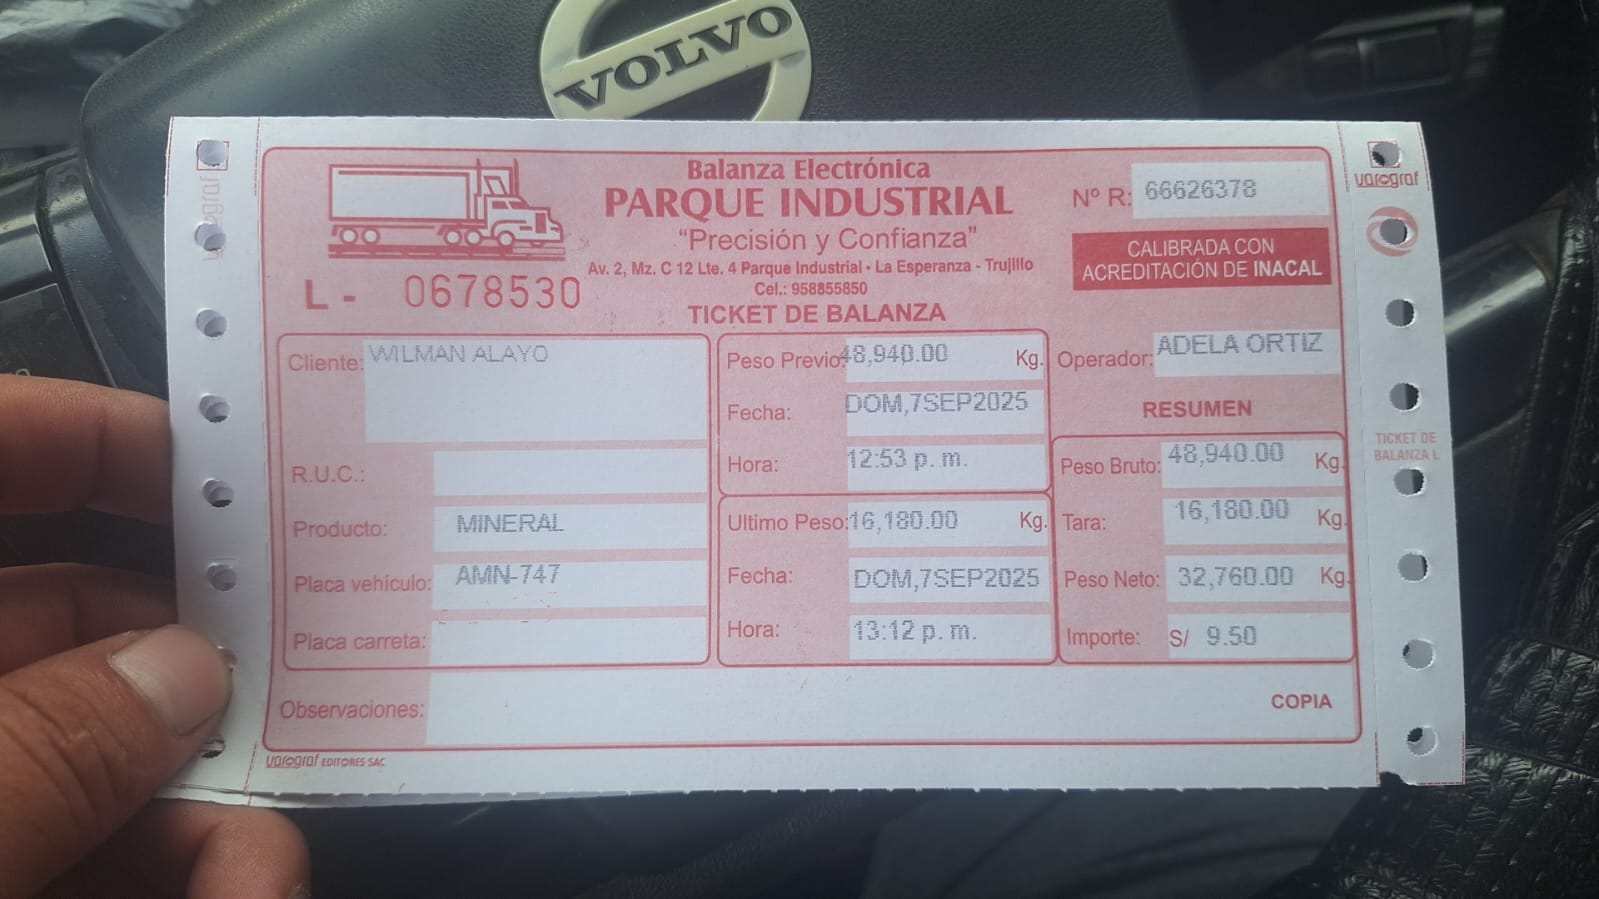 VOLVO
Balanza Electrónica
PARQUE INDUSTRIAL
“Precisión y Confianza”
Av. 2, Mz. C 12 Lte. 4 Parque Industrial • La Esperanza - Trujillo
Cel.: 958855850
L - 0678530
TICKET DE BALANZA
Nº R: 66626378
CALIBRADA CON
ACREDITACIÓN DE INACAL
Cliente: WILMAN ALAYO
R.U.C.:
Producto: MINERAL
Placa vehículo: AMN-747
Placa carreta:
Peso Previo: 48,940.00 Kg.
Fecha: DOM,7SEP2025
Hora: 12:53 p. m.
Ultimo Peso: 16,180.00 Kg.
Fecha: DOM,7SEP2025
Hora: 13:12 p. m.
Operador: ADELA ORTIZ
RESUMEN
Peso Bruto: 48,940.00 Kg.
Tara: 16,180.00 Kg.
Peso Neto: 32,760.00 Kg.
Importe: S/ 9.50
Observaciones:
COPIA
varograf EDITORES SAC
varograf
varograf
TICKET DE
BALANZA L